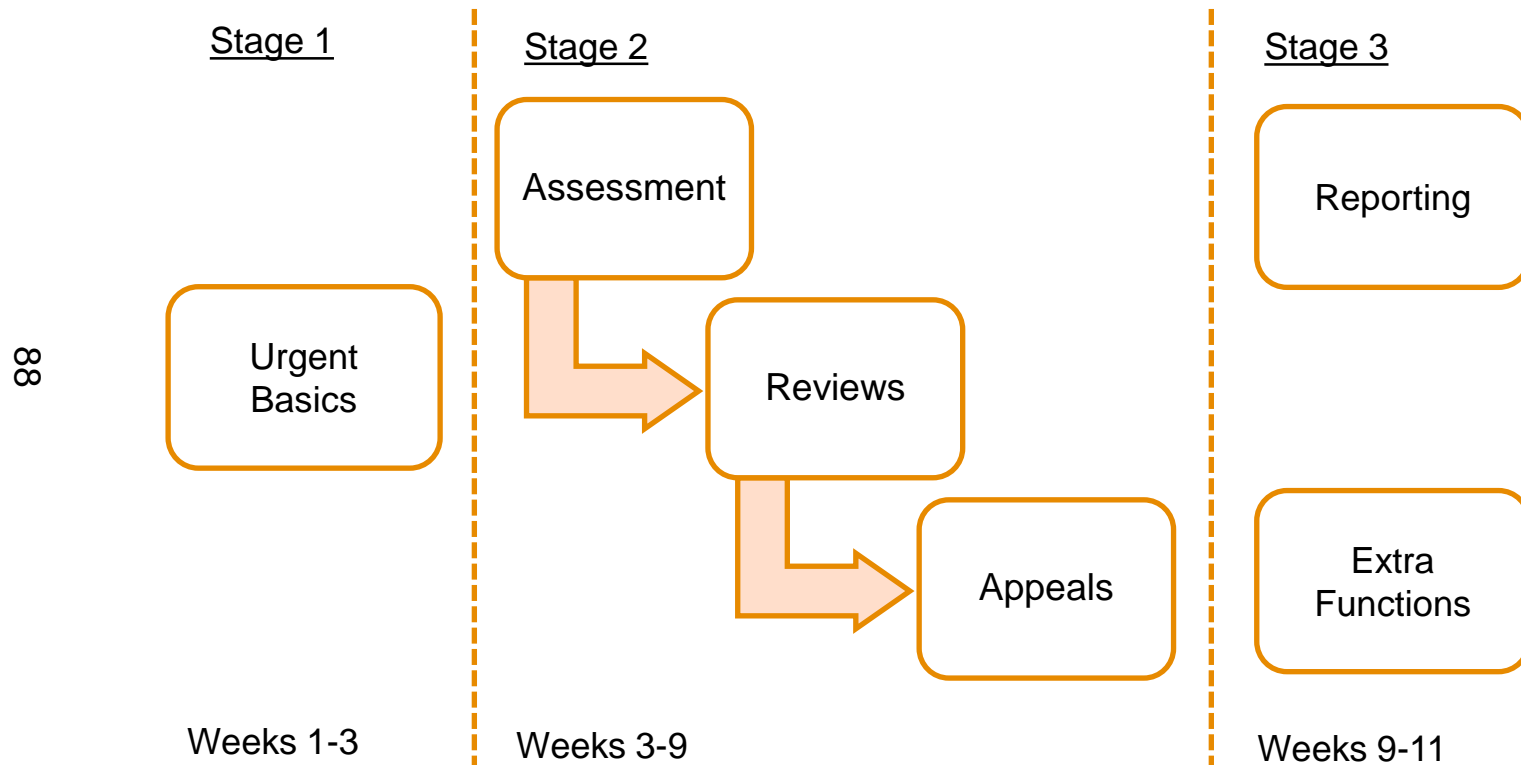 Stage 1
Stage 2
Stage 3
Assessment
Reporting
Urgent
Basics
Reviews
88
Appeals
Extra
Functions
Weeks 1-3
Weeks 3-9
Weeks 9-11